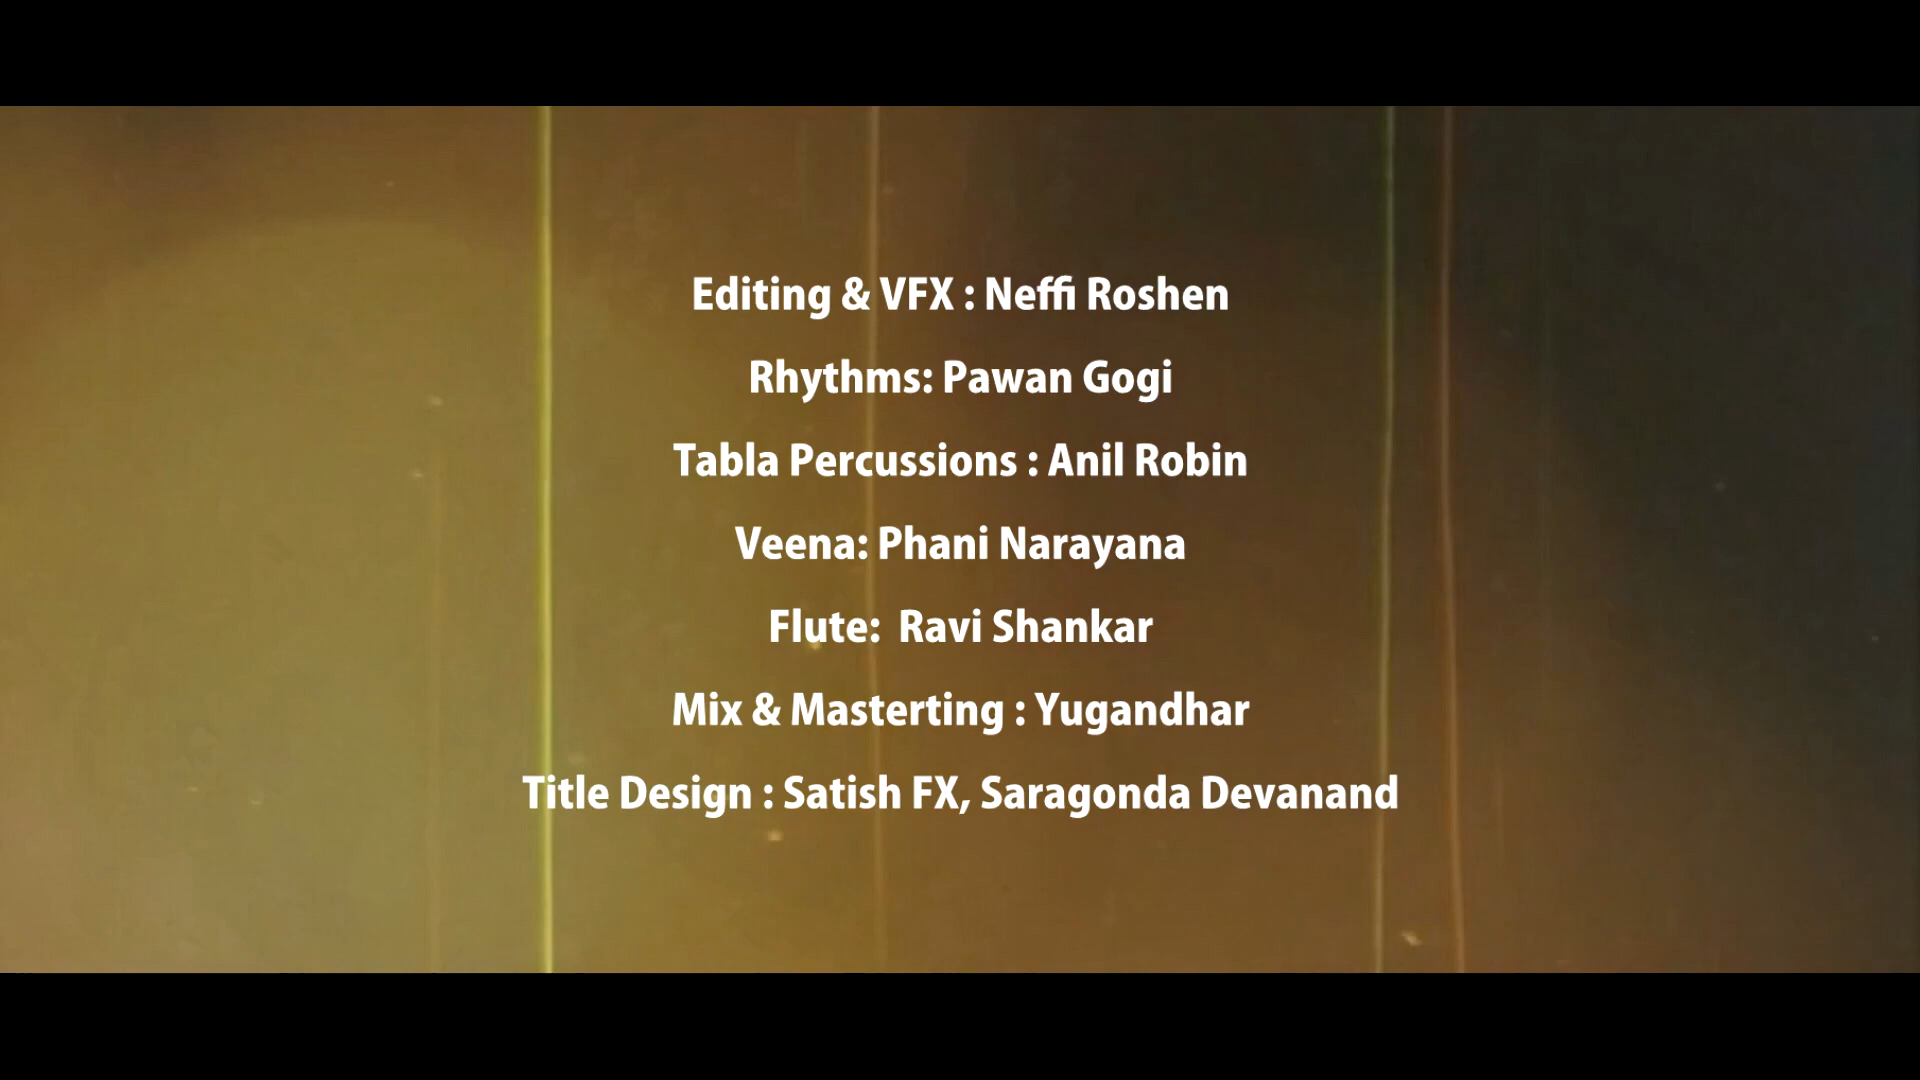 Editing & VFX : Neffi Roshen
Rhythms: Pawan Gogi
Tabla Percussions : Anil Robin
Veena: Phani Narayana
Flute:  Ravi Shankar
Mix & Masterting : Yugandhar
Title Design : Satish FX, Saragonda Devanand